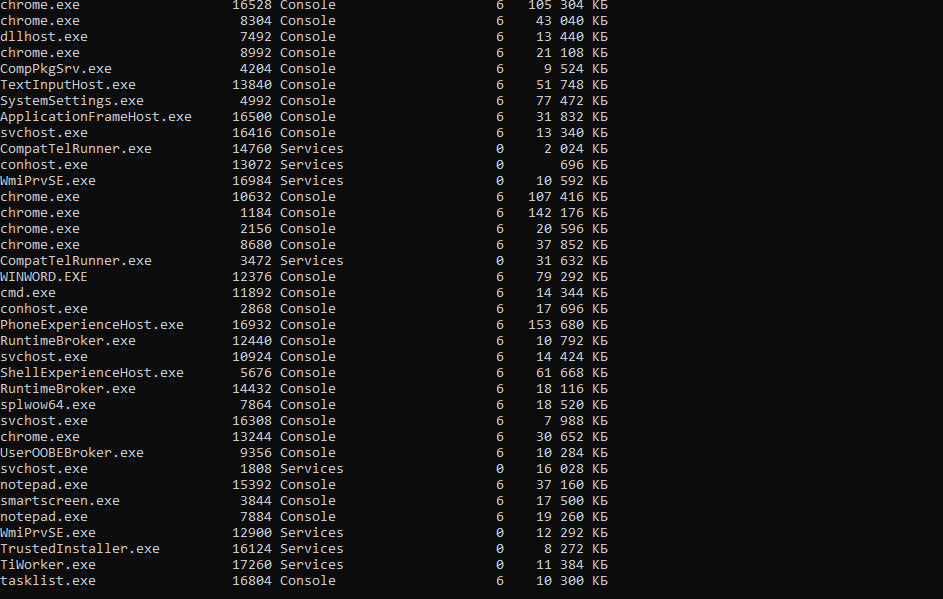 chrome.exe 16528 Console 6 105 304 КБ
chrome.exe 8304 Console 6 43 040 КБ
dllhost.exe 7492 Console 6 13 440 КБ
chrome.exe 8992 Console 6 21 108 КБ
CompPkgSrv.exe 4204 Console 6 9 524 КБ
TextInputHost.exe 13840 Console 6 51 748 КБ
SystemSettings.exe 4992 Console 6 77 472 КБ
ApplicationFrameHost.exe 16500 Console 6 31 832 КБ
svchost.exe 16416 Console 6 13 340 КБ
CompatTelRunner.exe 14760 Services 0 2 024 КБ
conhost.exe 13072 Services 0 696 КБ
WmiPrvSE.exe 16984 Services 0 10 592 КБ
chrome.exe 10632 Console 6 107 416 КБ
chrome.exe 1184 Console 6 142 176 КБ
chrome.exe 2156 Console 6 20 596 КБ
chrome.exe 8680 Console 6 37 852 КБ
CompatTelRunner.exe 3472 Services 0 31 632 КБ
WINWORD.EXE 12376 Console 6 79 292 КБ
cmd.exe 11892 Console 6 14 344 КБ
conhost.exe 2868 Console 6 17 696 КБ
PhoneExperienceHost.exe 16932 Console 6 153 680 КБ
RuntimeBroker.exe 12440 Console 6 10 792 КБ
svchost.exe 10924 Console 6 14 424 КБ
ShellExperienceHost.exe 5676 Console 6 61 668 КБ
RuntimeBroker.exe 14432 Console 6 18 116 КБ
splwow64.exe 7864 Console 6 18 520 КБ
svchost.exe 16308 Console 6 7 988 КБ
chrome.exe 13244 Console 6 30 652 КБ
UserOOBEBroker.exe 9356 Console 6 10 284 КБ
svchost.exe 1808 Services 0 16 028 КБ
notepad.exe 15392 Console 6 37 160 КБ
smartscreen.exe 3844 Console 6 17 500 КБ
notepad.exe 7884 Console 6 19 260 КБ
WmiPrvSE.exe 12900 Services 0 12 292 КБ
TrustedInstaller.exe 16124 Services 0 8 272 КБ
TiWorker.exe 17260 Services 0 11 384 КБ
tasklist.exe 16804 Console 6 10 300 КБ